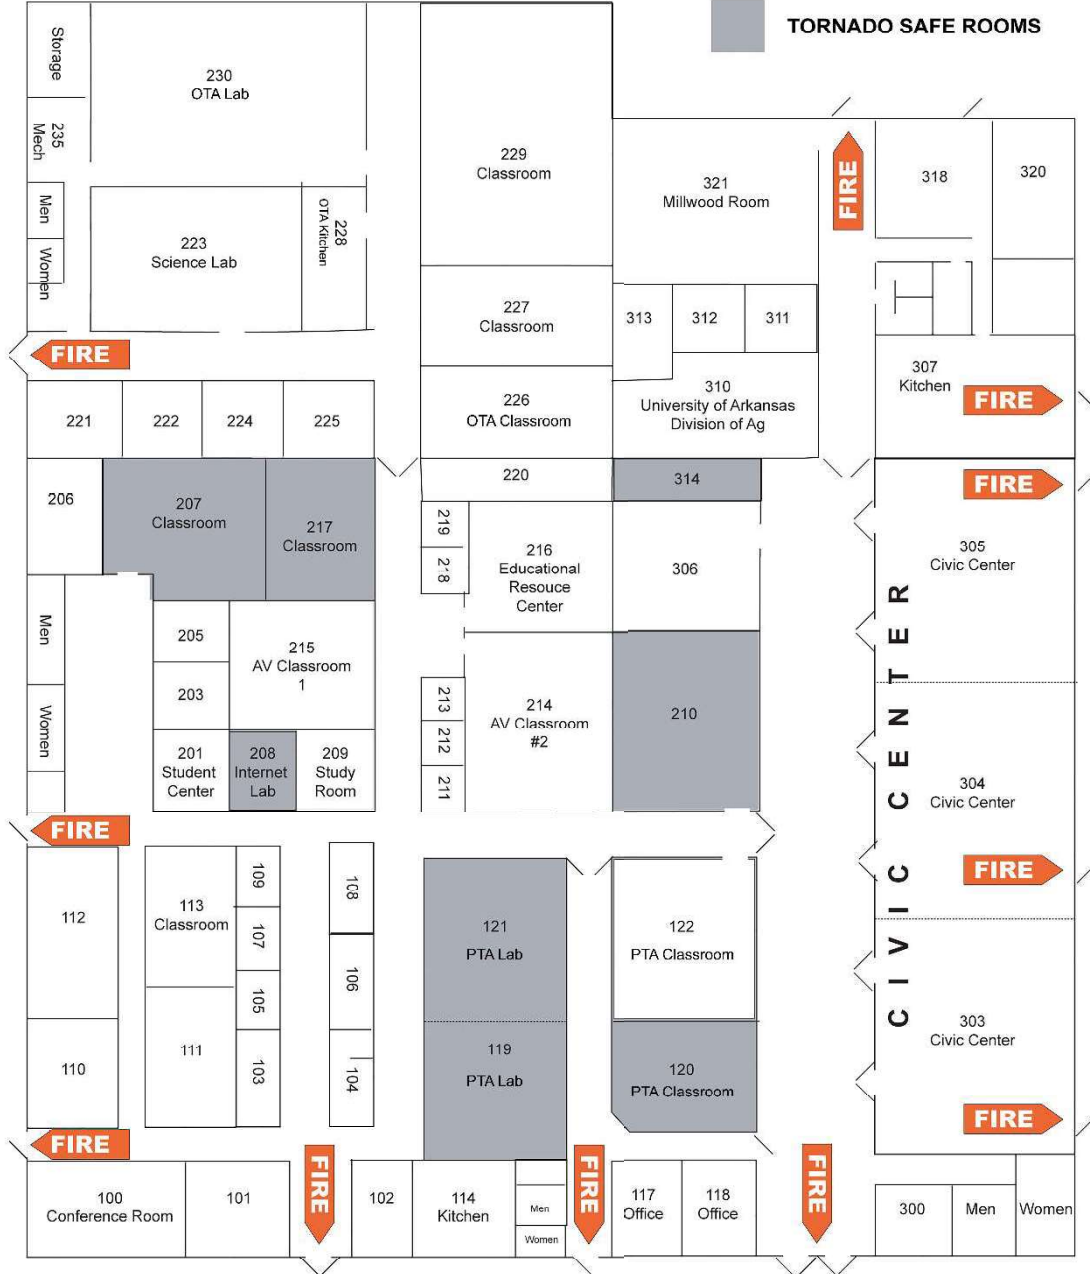 TORNADO SAFE ROOMS
Storage
230
OTA Lab
235
Mech
229
Classroom
321
Millwood Room
FIRE
318
320
Men
Women
223
Science Lab
228
OTA Kitchen
227
Classroom
313
312
311
FIRE
307
Kitchen
FIRE
226
OTA Classroom
310
University of Arkansas
Division of Ag
221
222
224
225
206
207
Classroom
217
Classroom
220
314
FIRE
219
218
216
Educational
Resouce
Center
306
305
Civic Center
Men
Women
205
203
215
AV Classroom
1
213
212
211
214
AV Classroom
#2
210
CIVIC CENTER
201
Student
Center
208
Internet
Lab
209
Study
Room
304
Civic Center
FIRE
FIRE
112
113
Classroom
109
107
105
103
108
106
104
121
PTA Lab
122
PTA Classroom
303
Civic Center
110
111
119
PTA Lab
120
PTA Classroom
FIRE
FIRE
FIRE
FIRE
FIRE
100
Conference Room
101
102
114
Kitchen
Men
Women
117
Office
118
Office
300
Men
Women